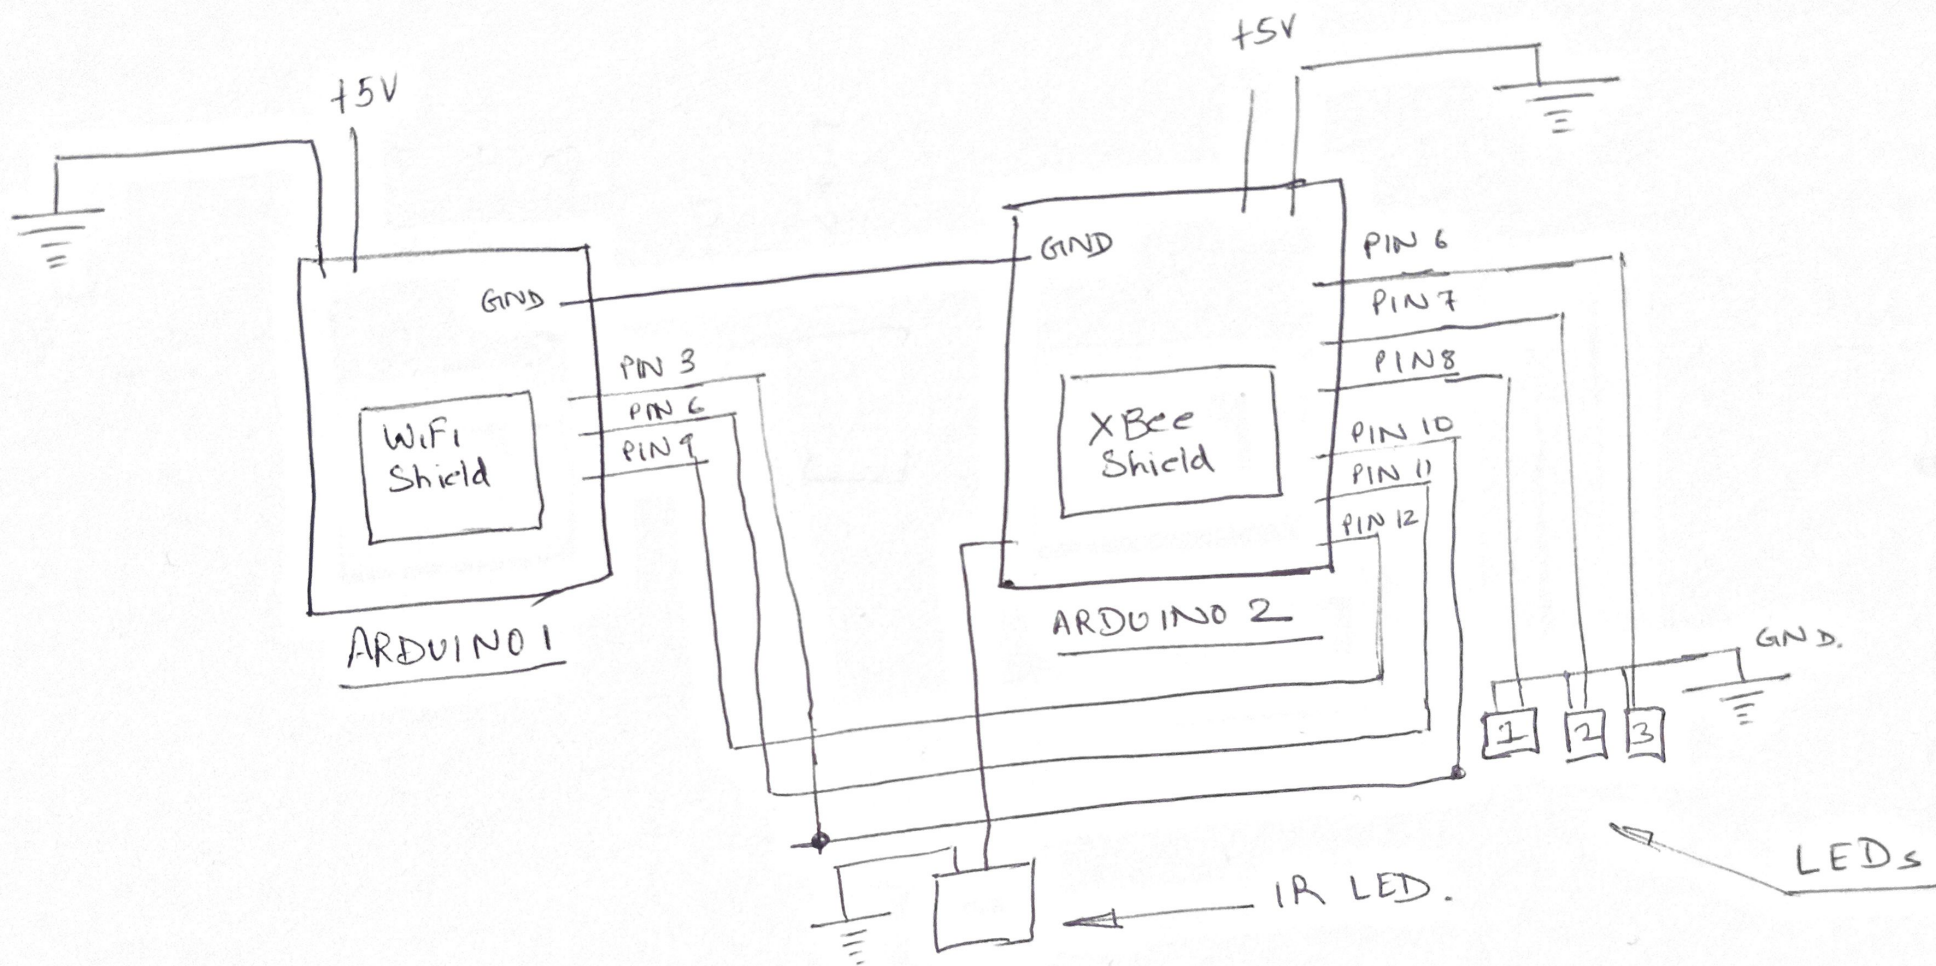 +5V
+5V
GND
PIN 3
PIN 6
PIN 9
WiFi
Shield
ARDUINO 1
GND
XBee
Shield
PIN 6
PIN 7
PIN 8
PIN 10
PIN 11
PIN 12
ARDUINO 2
GND.
1 2 3
LEDs
IR LED.